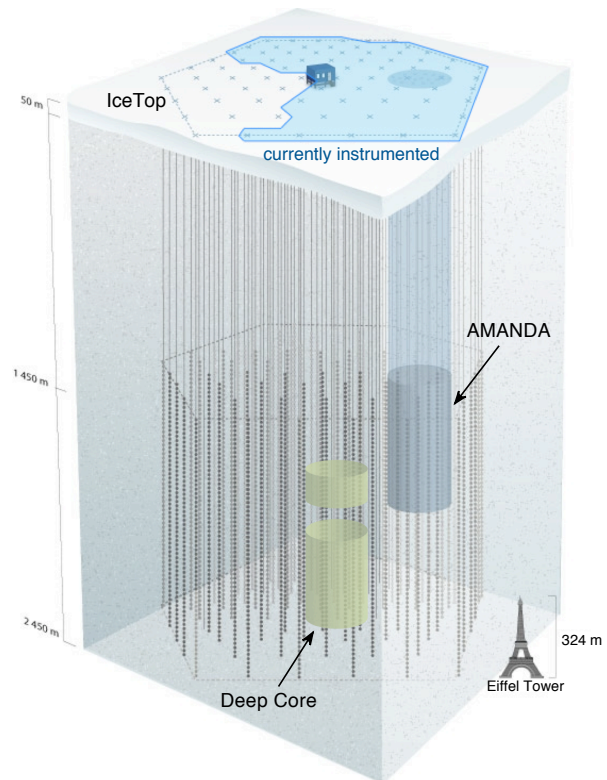 50 m
IceTop
currently instrumented
AMANDA
1 450 m
2 450 m
324 m
Eiffel Tower
Deep Core